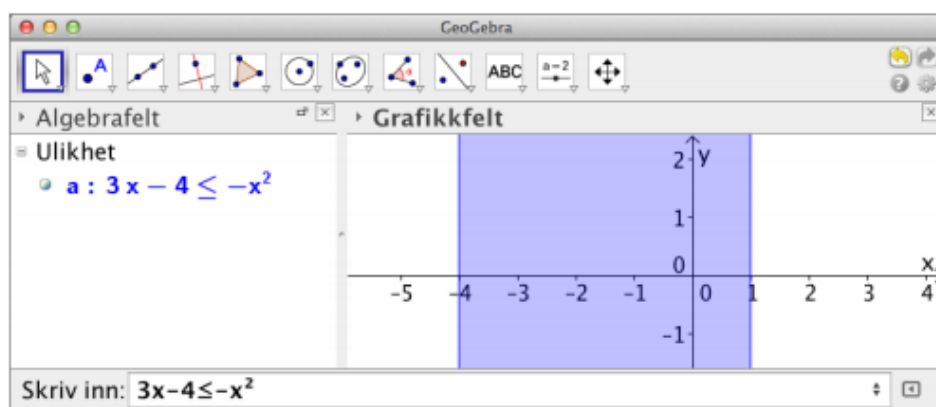 GeoGebra
ABC a=2
Algebrafelt Grafikkfelt
Ulikhet
a : 3 x − 4 ≤ −x²
2 y
1
0 x
-5 -4 -3 -2 -1 0 1 2 3 4
-1
Skriv inn: 3x-4≤-x²